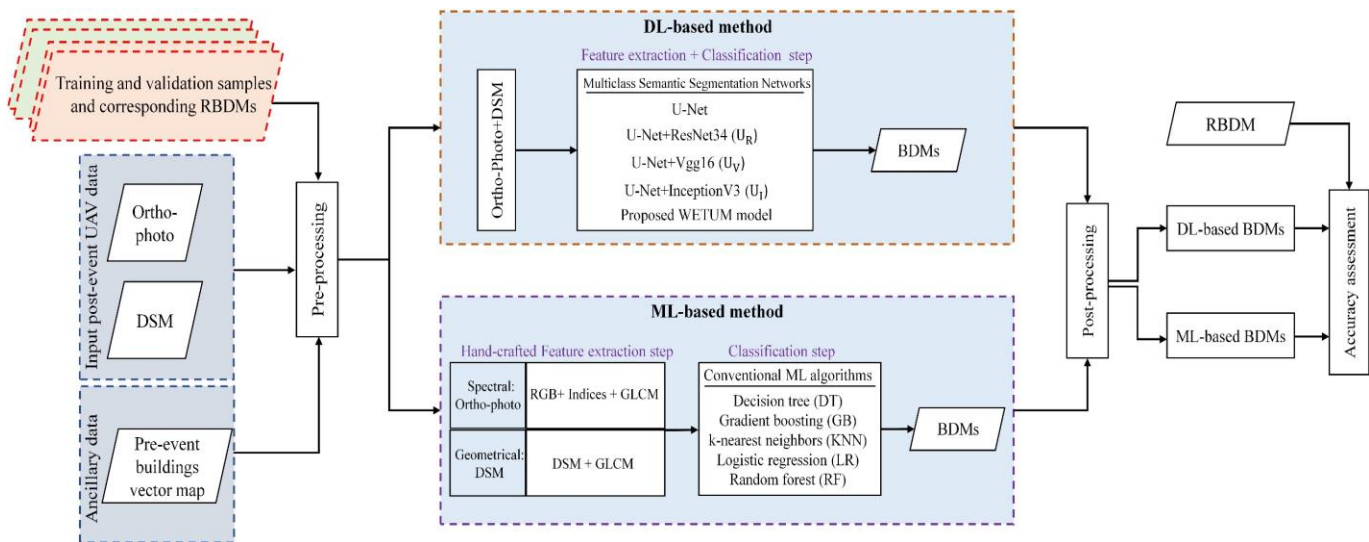 Training and validation samples
and corresponding RBDMs
Input post-event UAV data
Ortho-
photo
DSM
Ancillary data
Pre-event
buildings
vector map
Pre-processing
DL-based method
Feature extraction + Classification step
Ortho-Photo+DSM
Multiclass Semantic Segmentation Networks
U-Net
U-Net+ResNet34 (U_R)
U-Net+Vgg16 (U_V)
U-Net+InceptionV3 (U_I)
Proposed WETUM model
BDMs
ML-based method
Hand-crafted Feature extraction step
Spectral:
Ortho-photo
RGB+ Indices + GLCM
Geometrical:
DSM
DSM + GLCM
Classification step
Conventional ML algorithms
Decision tree (DT)
Gradient boosting (GB)
k-nearest neighbors (KNN)
Logistic regression (LR)
Random forest (RF)
BDMs
Post-processing
RBDM
DL-based BDMs
ML-based BDMs
Accuracy assessment